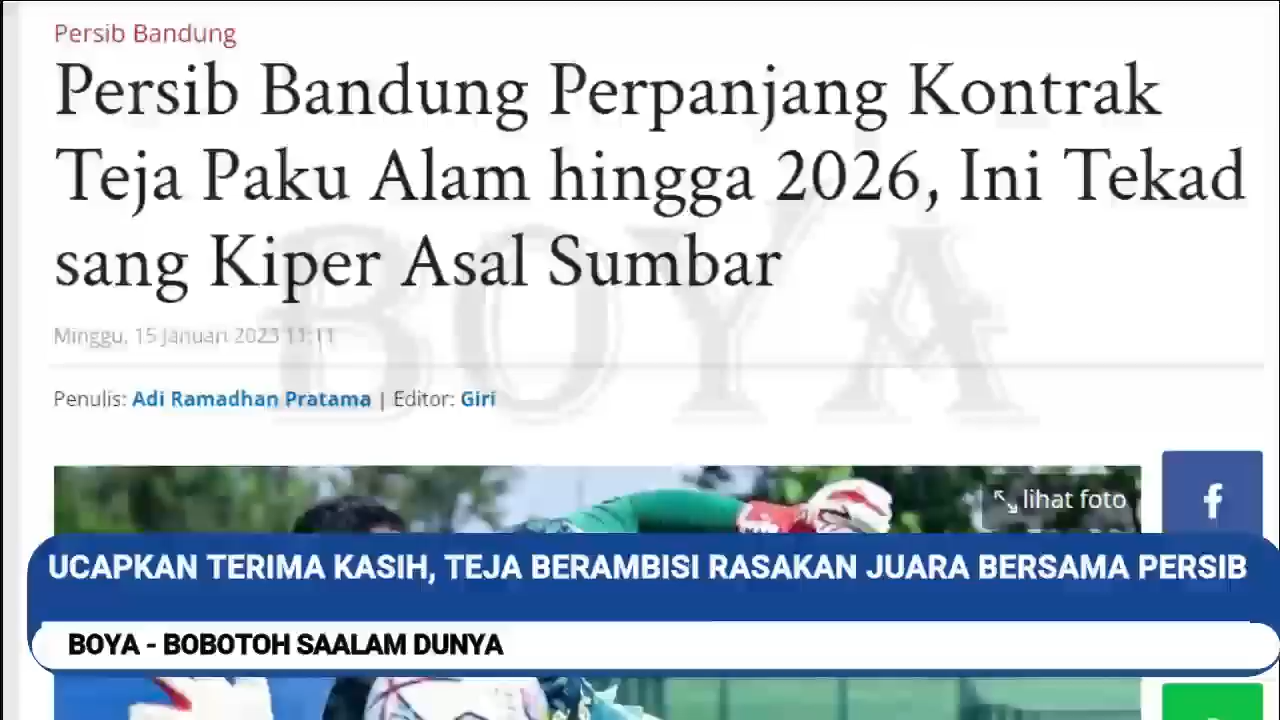 Persib Bandung
Persib Bandung Perpanjang Kontrak
Teja Paku Alam hingga 2026, Ini Tekad
sang Kiper Asal Sumbar
BOYA
Minggu, 15 Januari 2023 11:11
Penulis: Adi Ramadhan Pratama | Editor: Giri
lihat foto
f
UCAPKAN TERIMA KASIH, TEJA BERAMBISI RASAKAN JUARA BERSAMA PERSIB
BOYA - BOBOTOH SAALAM DUNYA